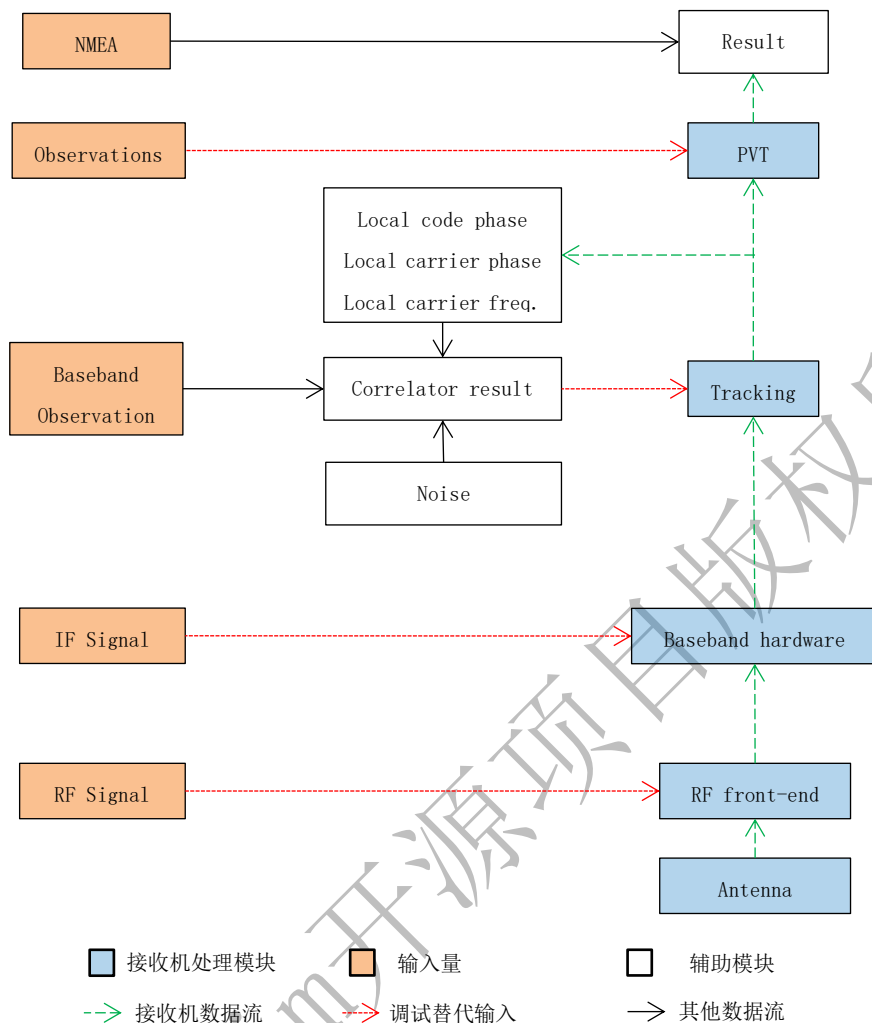 NMEA
Result
Observations
PVT
Local code phase
Local carrier phase
Local carrier freq.
Baseband
Observation
Correlator result
Tracking
Noise
IF Signal
Baseband hardware
RF Signal
RF front-end
Antenna
接收机处理模块
输入量
辅助模块
接收机数据流
调试替代输入
其他数据流
m开源项目版权